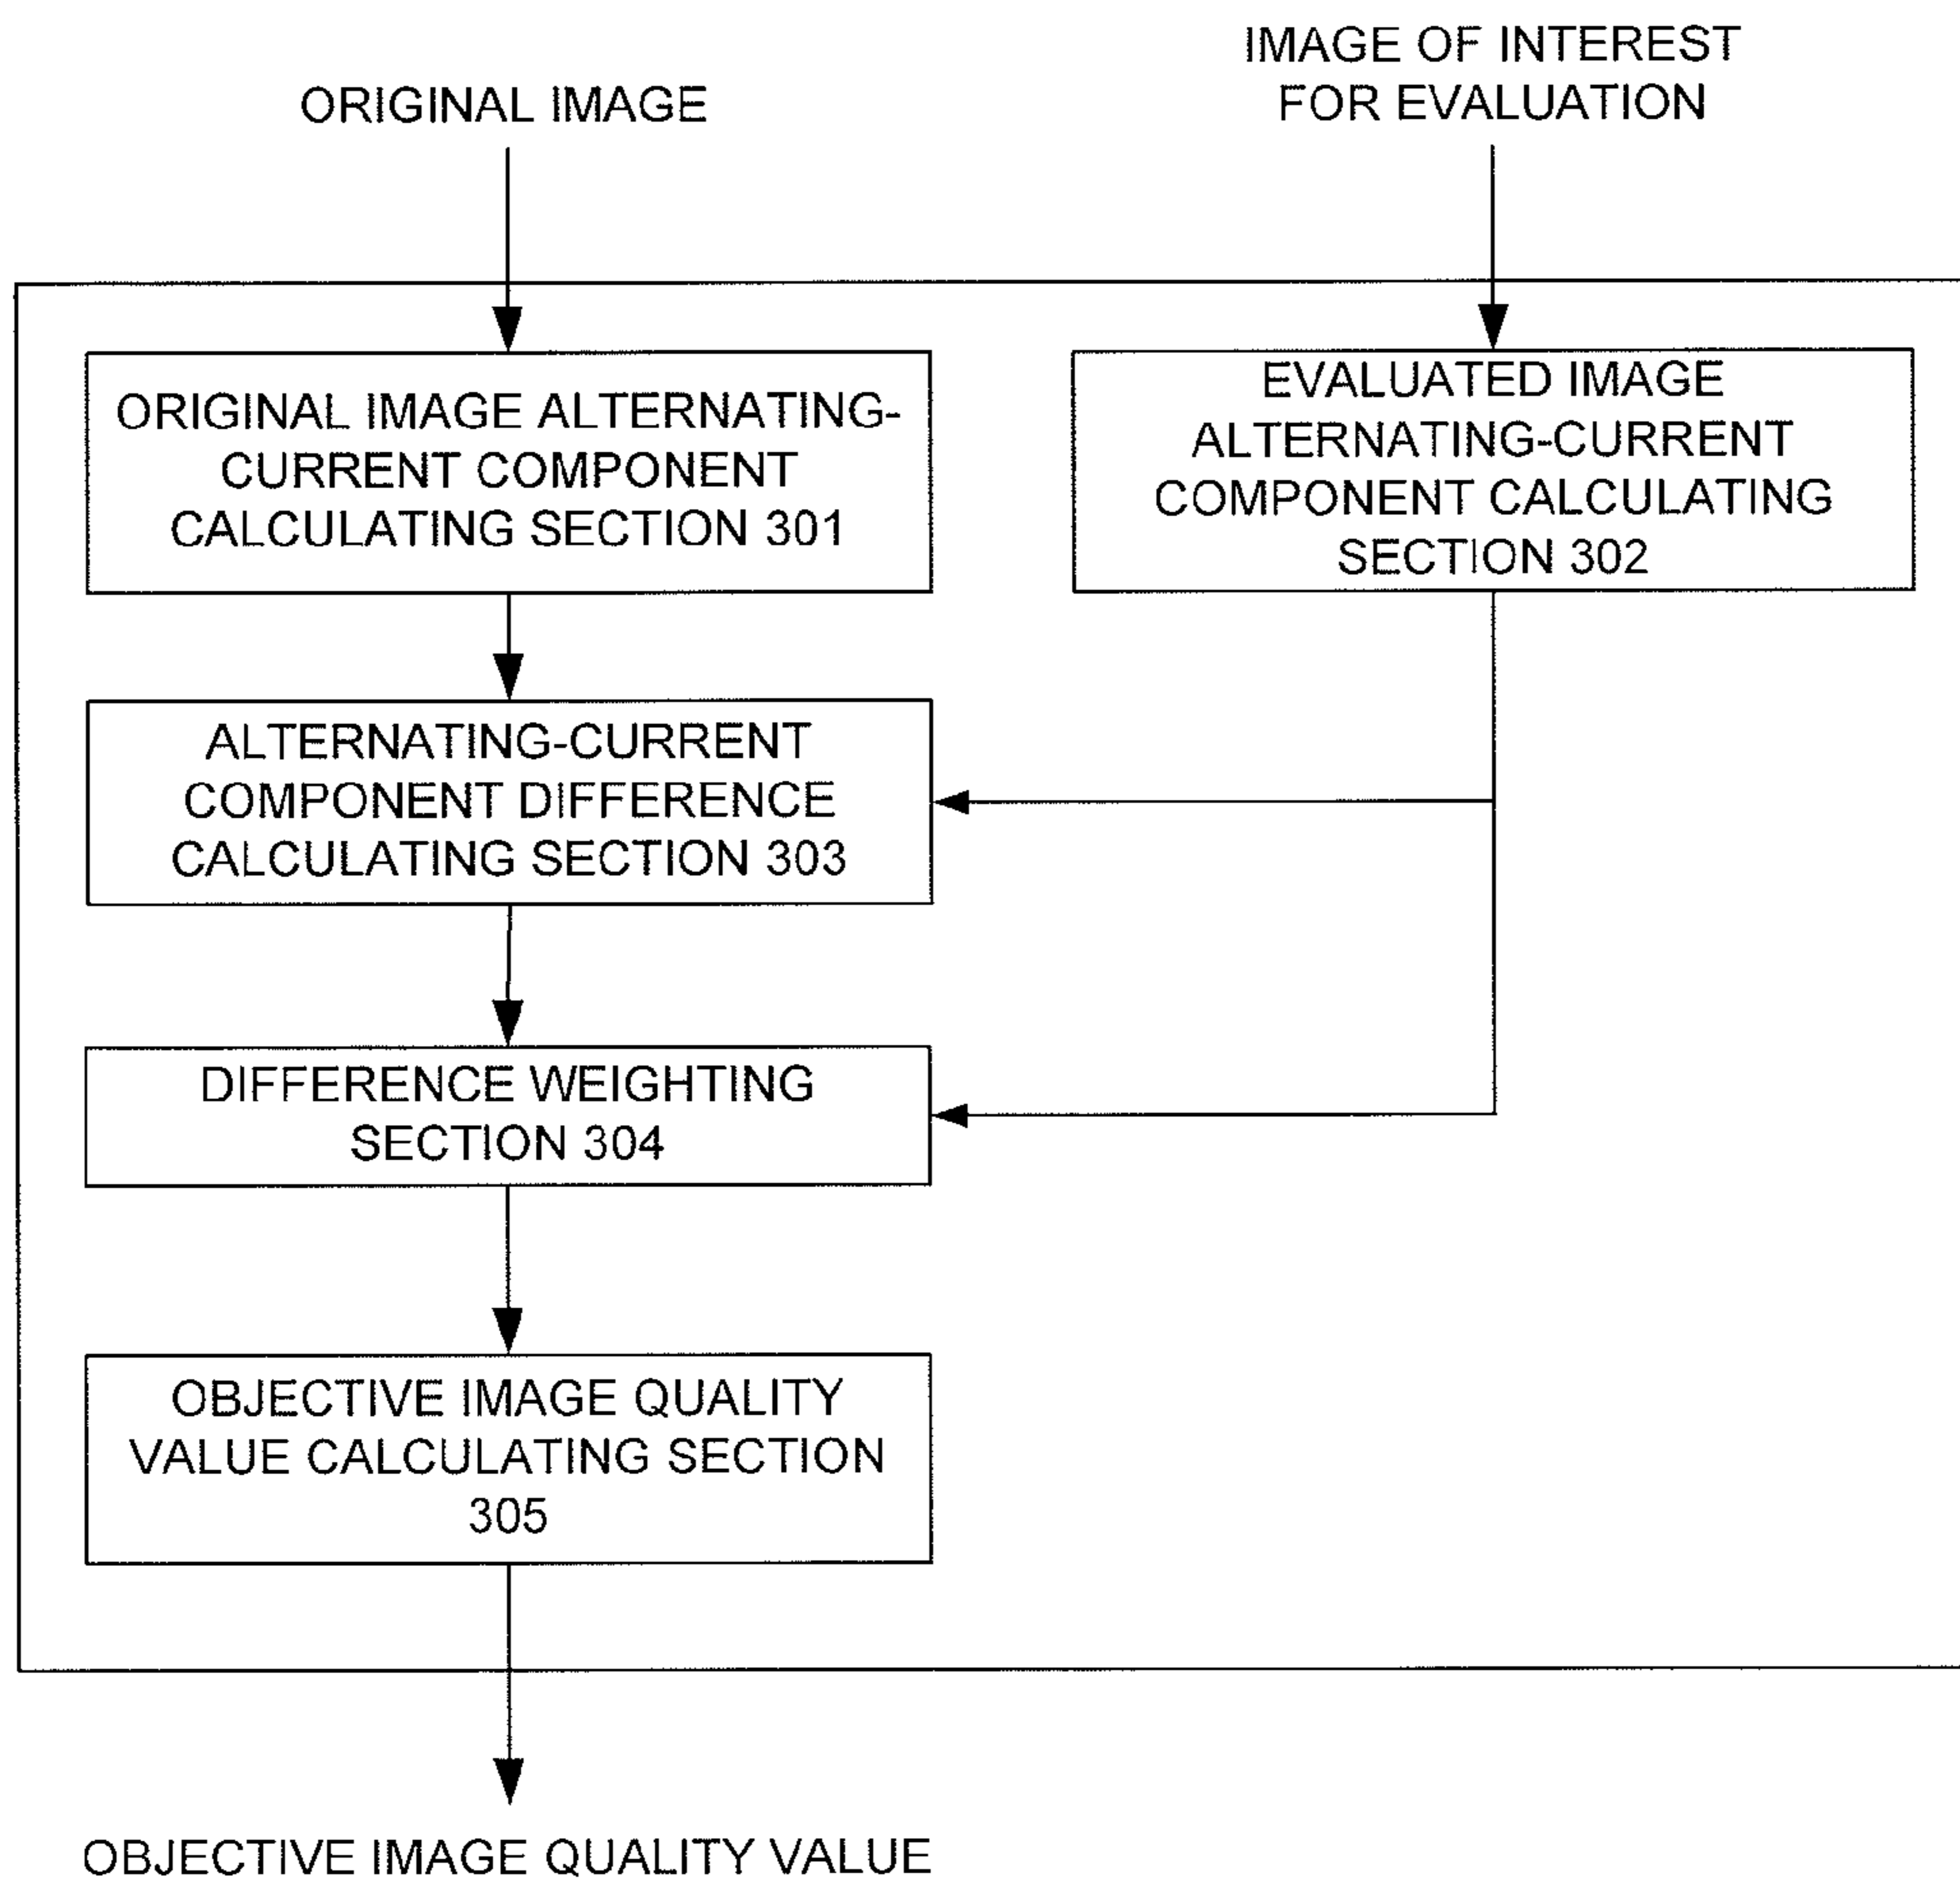 ORIGINAL IMAGE
IMAGE OF INTEREST
FOR EVALUATION
ORIGINAL IMAGE ALTERNATING-
CURRENT COMPONENT
CALCULATING SECTION 301
EVALUATED IMAGE
ALTERNATING-CURRENT
COMPONENT CALCULATING
SECTION 302
ALTERNATING-CURRENT
COMPONENT DIFFERENCE
CALCULATING SECTION 303
DIFFERENCE WEIGHTING
SECTION 304
OBJECTIVE IMAGE QUALITY
VALUE CALCULATING SECTION
305
OBJECTIVE IMAGE QUALITY VALUE